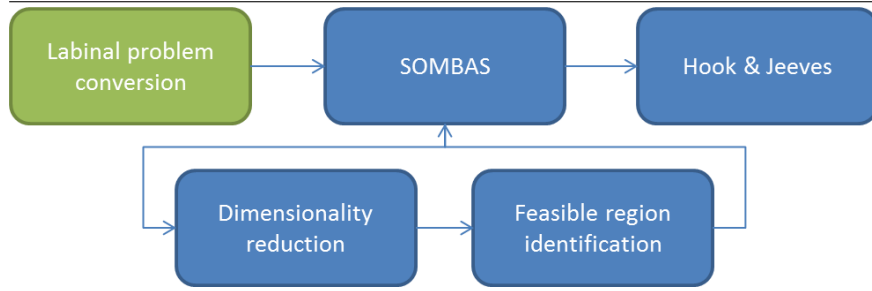 Labinal problem
conversion
SOMBAS
Hook & Jeeves
Dimensionality
reduction
Feasible region
identification